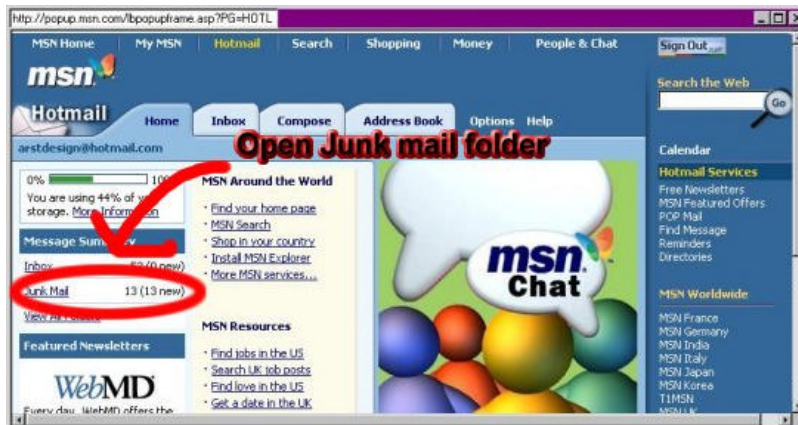 http://popup.msn.com/lbpopupframe.asp?PG=HOTL
MSN Home My MSN Hotmail Search Shopping Money People & Chat Sign Out
msn
Hotmail
Home Inbox Compose Address Book Options Help
arstdesign@hotmail.com
Open Junk mail folder
0%
You are using 44% of
storage. More Information
Message
Inbox
Junk Mail 13 (13 new)
Featured Newsletters
WebMD
Every day, WebMD offers the
MSN Around the World
· Find your home page
· MSN Search
· Shop in your country
· Install MSN Explorer
· More MSN services...
MSN Resources
· Find jobs in the US
· Search UK job posts
· Find love in the US
· Get a date in the UK
msn
Chat
Search the Web
Go
Calendar
Hotmail Services
Free Newsletters
MSN Featured Offers
POP Mail
Find Message
Reminders
Directories
MSN Worldwide
MSN France
MSN Germany
MSN India
MSN Italy
MSN Japan
MSN Korea
T1MSN
MSN UK